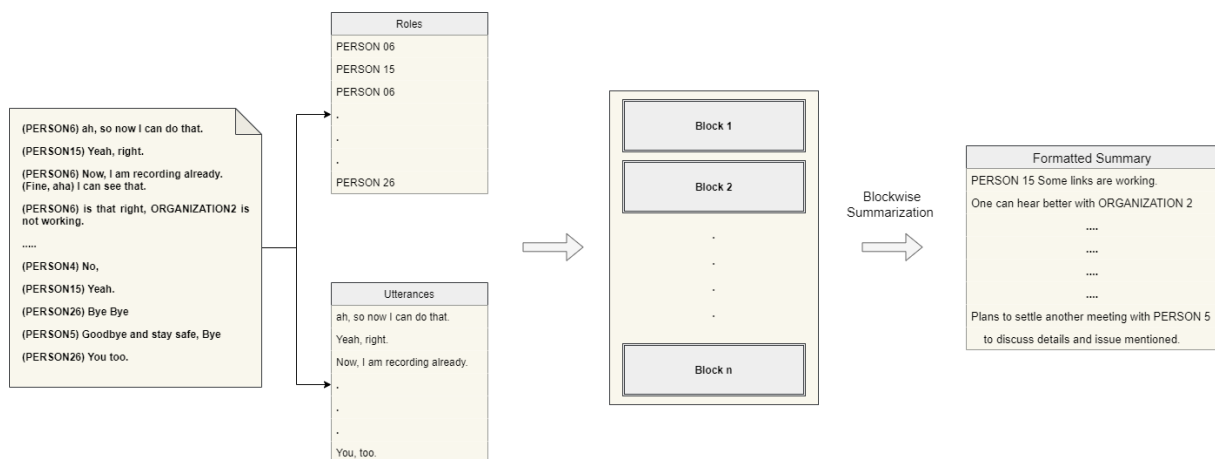 (PERSON6) ah, so now I can do that.
(PERSON15) Yeah, right.
(PERSON6) Now, I am recording already.
(Fine, aha) I can see that.
(PERSON6) is that right, ORGANIZATION2 is
not working.
.....
(PERSON4) No,
(PERSON15) Yeah.
(PERSON26) Bye Bye
(PERSON5) Goodbye and stay safe, Bye
(PERSON26) You too.
Roles
PERSON 06
PERSON 15
PERSON 06
.
.
.
PERSON 26
Utterances
ah, so now I can do that.
Yeah, right.
Now, I am recording already.
.
.
.
You, too.
Block 1
Block 2
.
.
.
.
Block n
Blockwise
Summarization
Formatted Summary
PERSON 15 Some links are working.
One can hear better with ORGANIZATION 2
....
....
....
....
Plans to settle another meeting with PERSON 5
to discuss details and issue mentioned.